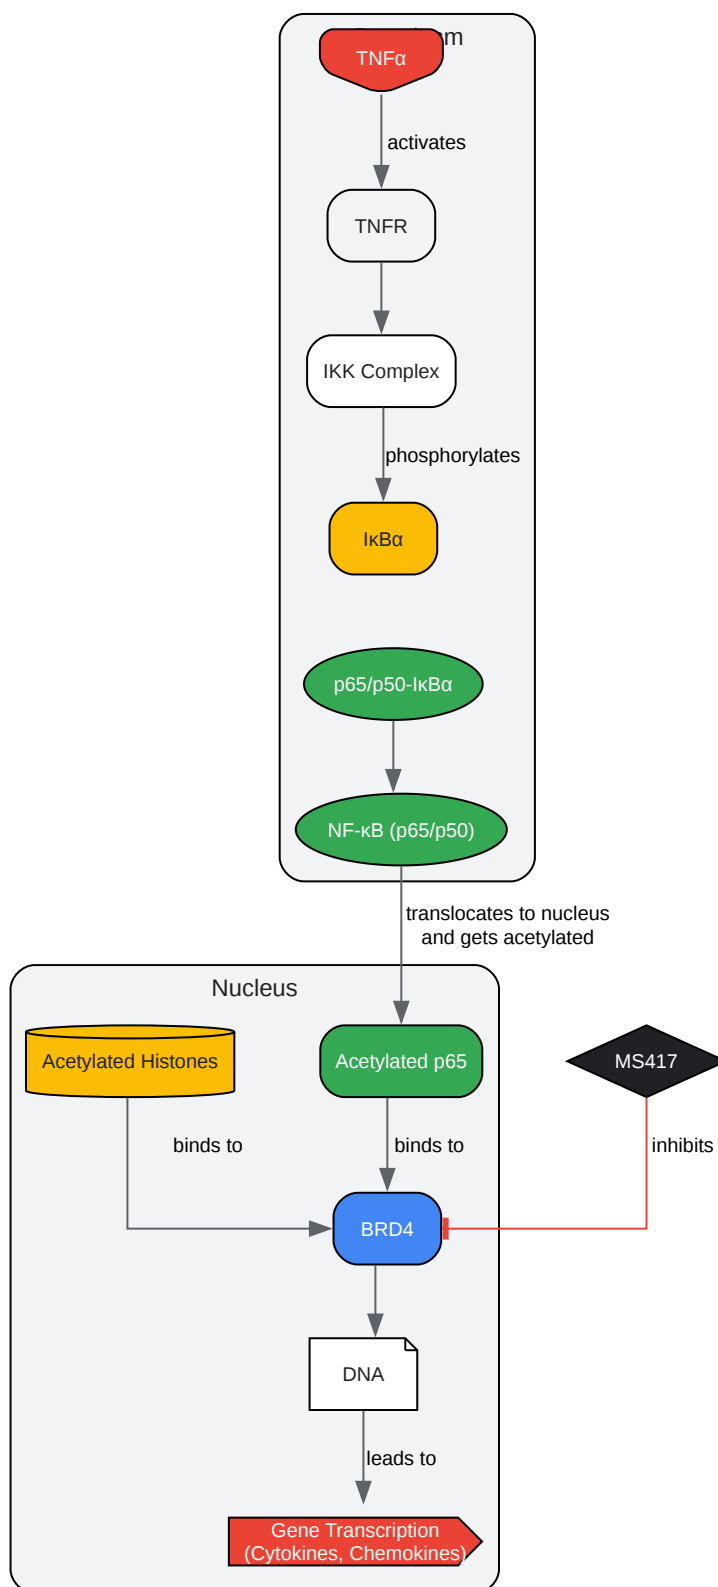 TNFα
activates
TNFR
IKK Complex
phosphorylates
IκBα
p65/p50-IκBα
NF-κB (p65/p50)
translocates to nucleus
and gets acetylated
Nucleus
Acetylated Histones
Acetylated p65
MS417
binds to
binds to
inhibits
BRD4
DNA
leads to
Gene Transcription
(Cytokines, Chemokines)